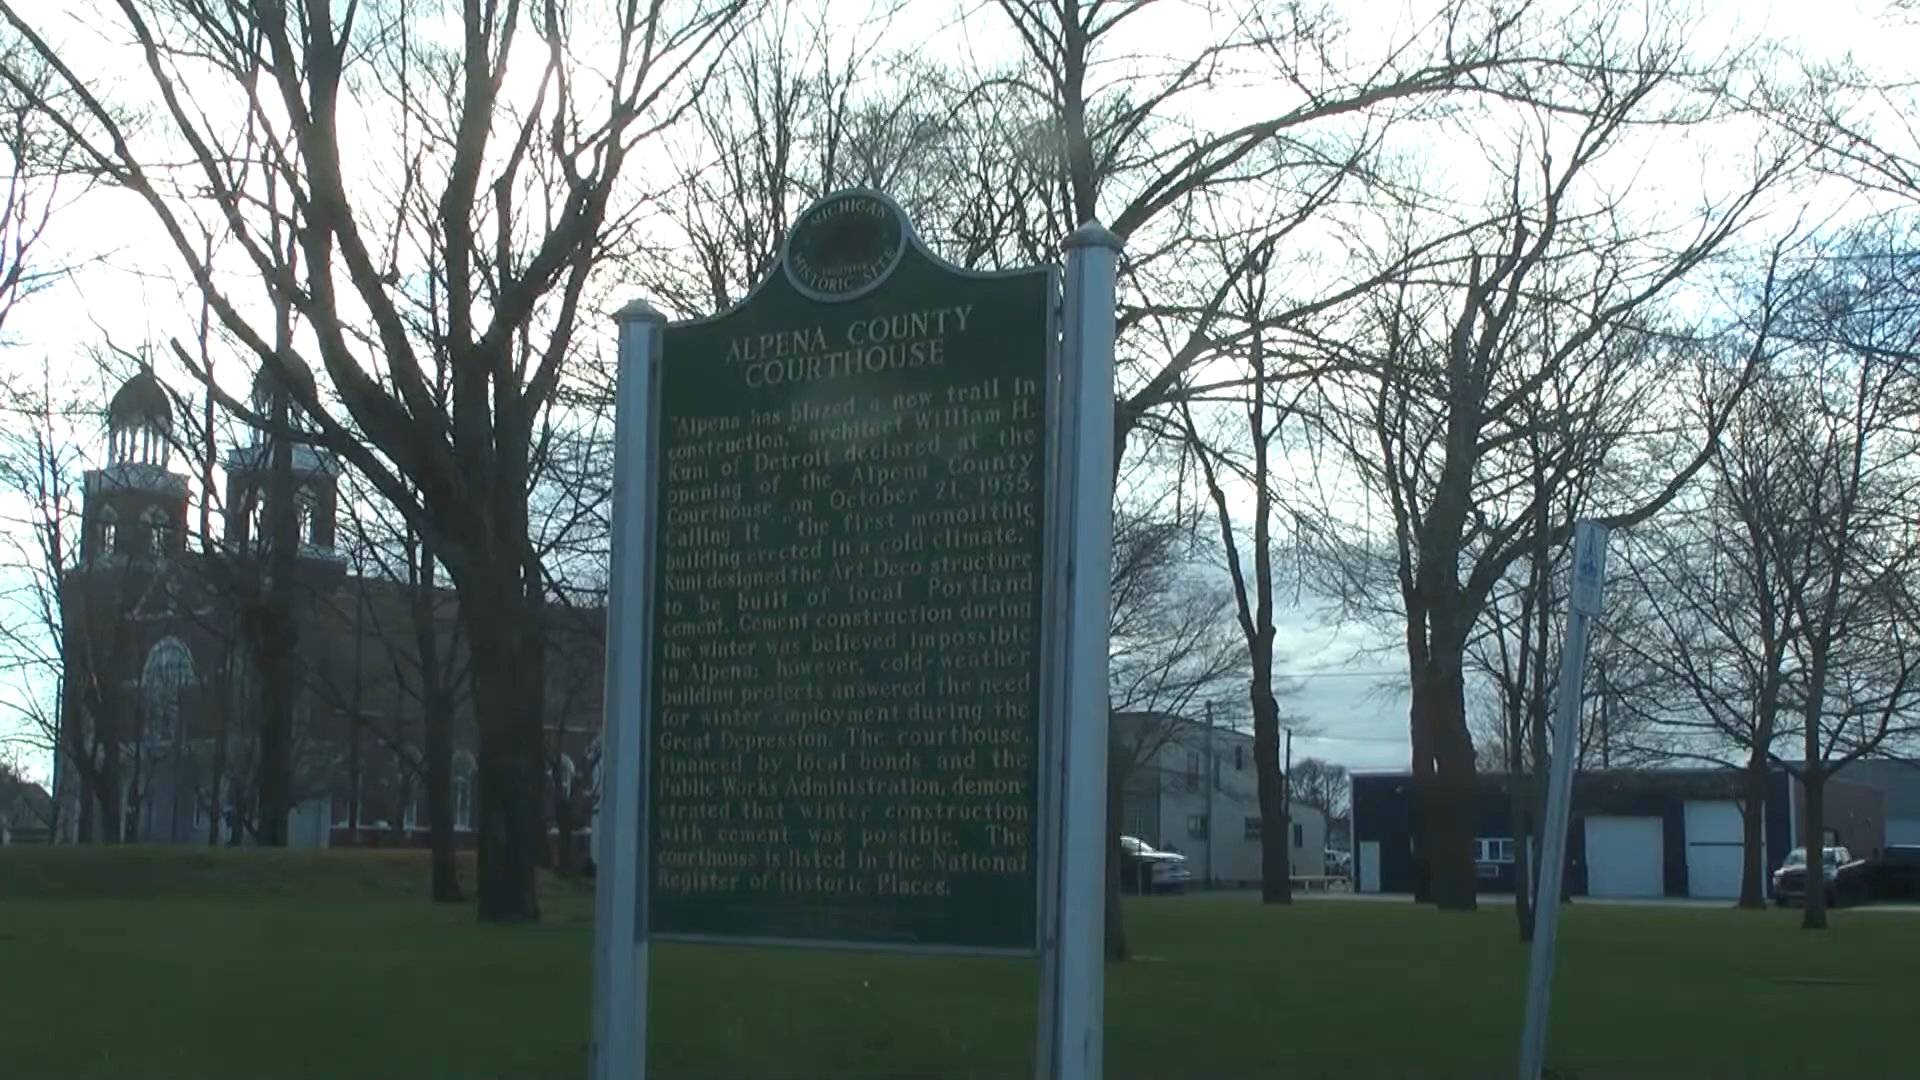 MICHIGAN
HISTORIC SITE
ALPENA COUNTY
COURTHOUSE
"Alpena has blazed a new trail in
construction," architect William H.
Kuni of Detroit declared at the
opening of the Alpena County
Courthouse on October 21, 1935,
calling it "the first monolithic
building erected in a cold climate."
Kuni designed the Art Deco structure
to be built of local Portland
cement. Cement construction during
the winter was believed impossible
in Alpena; however, cold-weather
building projects answered the need
for winter employment during the
Great Depression. The courthouse,
financed by local bonds and the
Public Works Administration, demon-
strated that winter construction
with cement was possible. The
courthouse is listed in the National
Register of Historic Places.